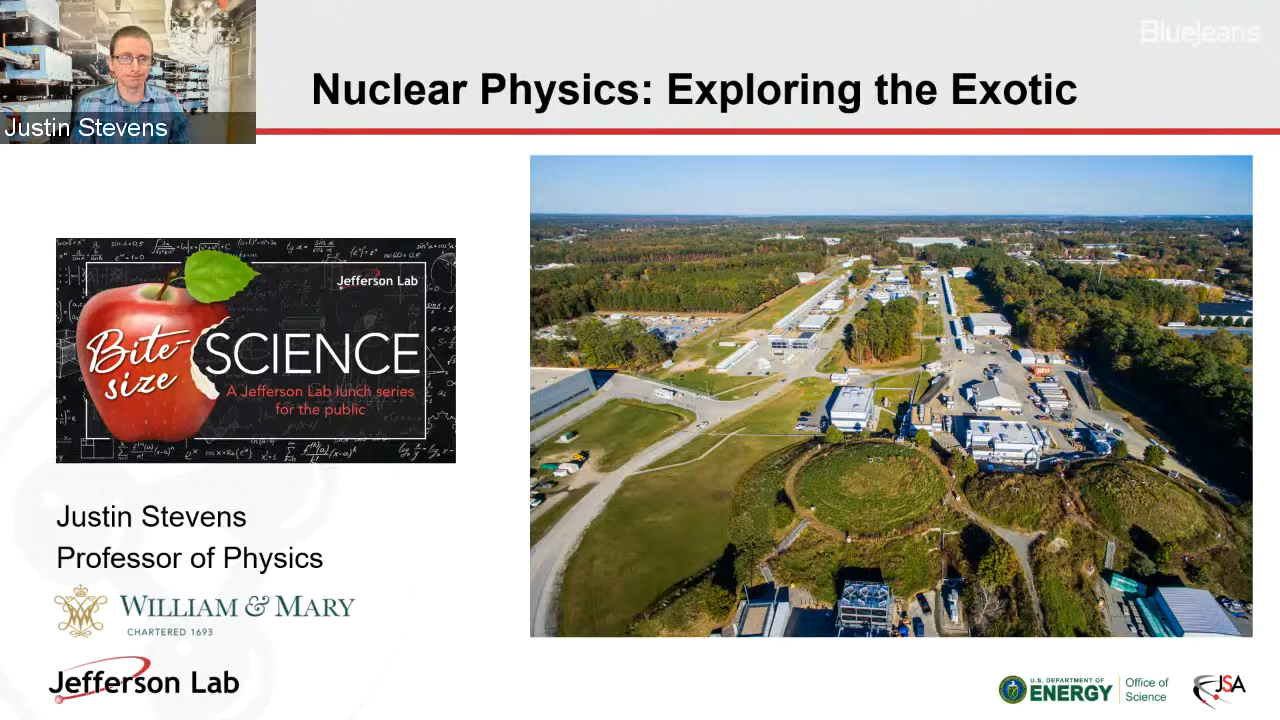 BlueJeans
Nuclear Physics: Exploring the Exotic
Justin Stevens
Jefferson Lab
Bite-
size
SCIENCE
A Jefferson Lab lunch series
for the public
Justin Stevens
Professor of Physics
WILLIAM & MARY
CHARTERED 1693
Jefferson Lab
U.S. DEPARTMENT OF
ENERGY
Office of
Science
JSA